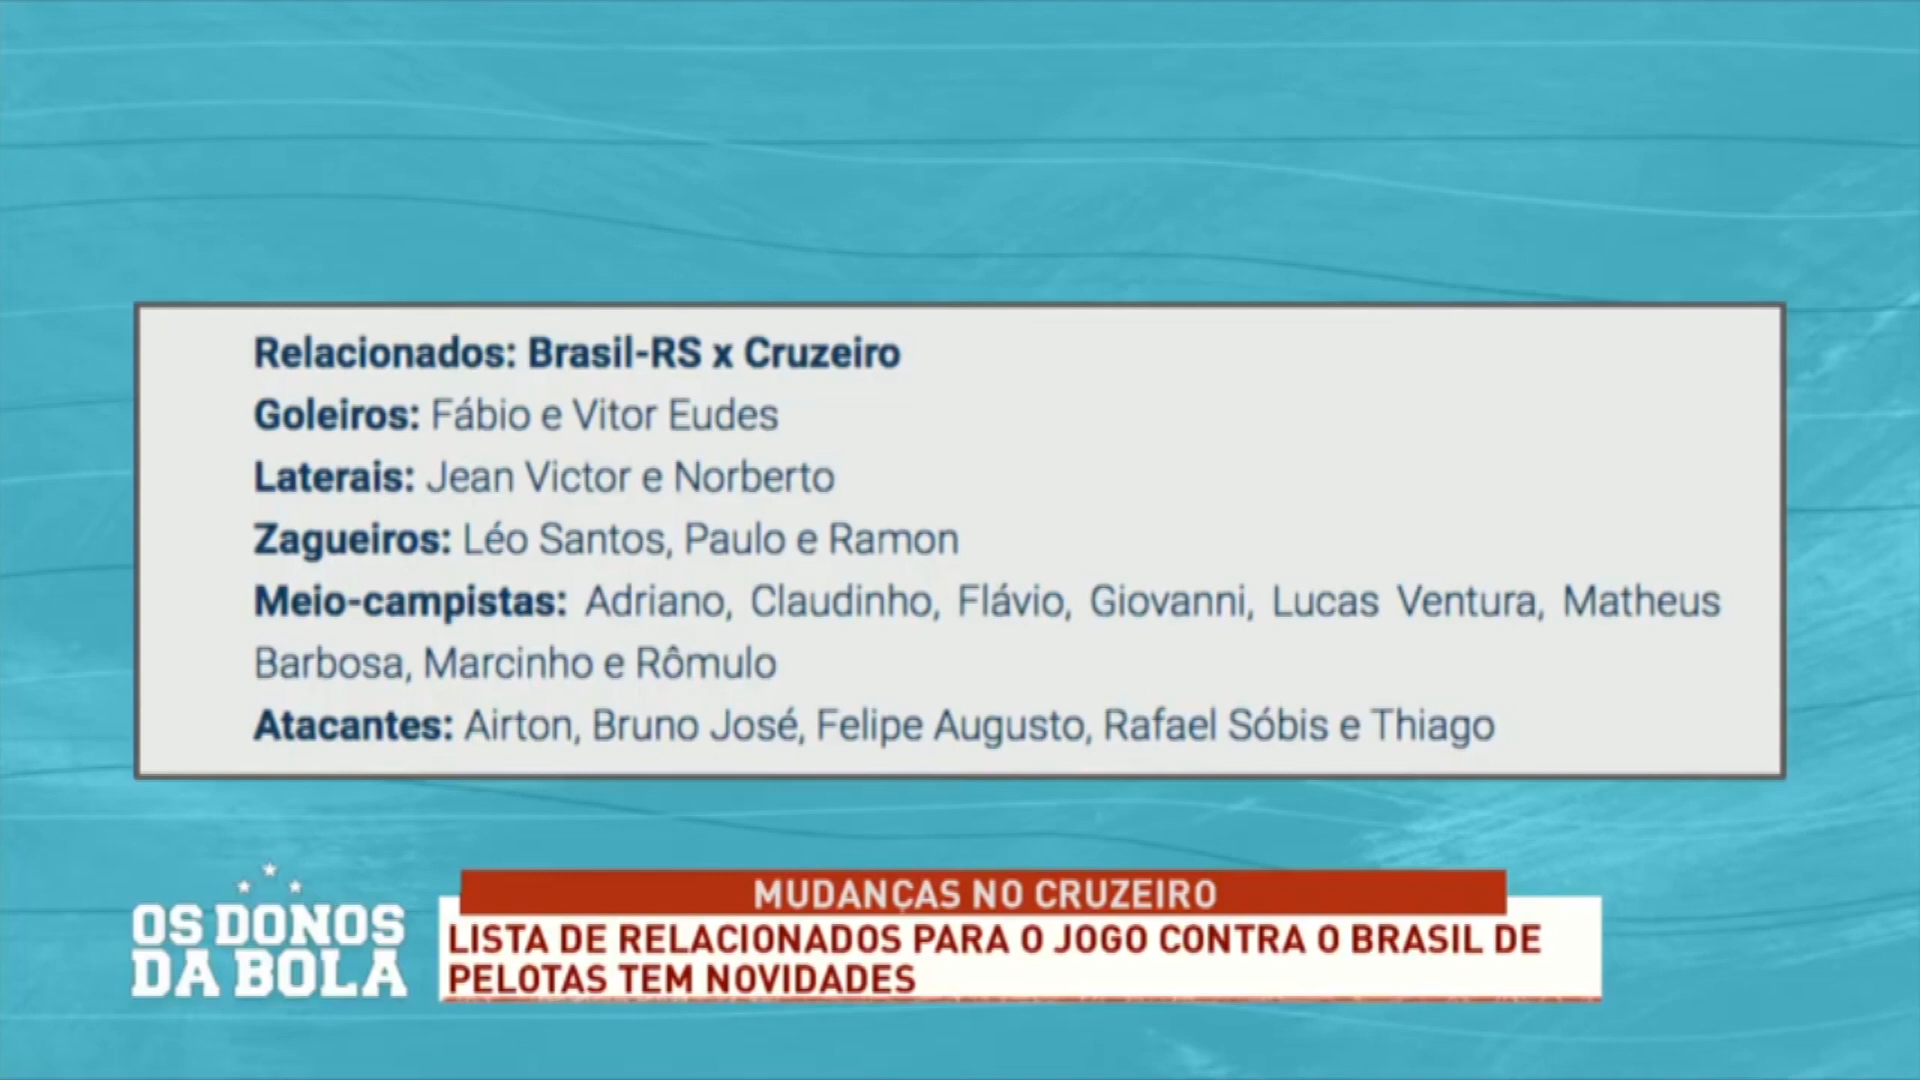 Relacionados: Brasil-RS x Cruzeiro
Goleiros: Fábio e Vitor Eudes
Laterais: Jean Victor e Norberto
Zagueiros: Léo Santos, Paulo e Ramon
Meio-campistas: Adriano, Claudinho, Flávio, Giovanni, Lucas Ventura, Matheus
Barbosa, Marcinho e Rômulo
Atacantes: Airton, Bruno José, Felipe Augusto, Rafael Sóbis e Thiago
OS DONOS
DA BOLA
MUDANÇAS NO CRUZEIRO
LISTA DE RELACIONADOS PARA O JOGO CONTRA O BRASIL DE
PELOTAS TEM NOVIDADES